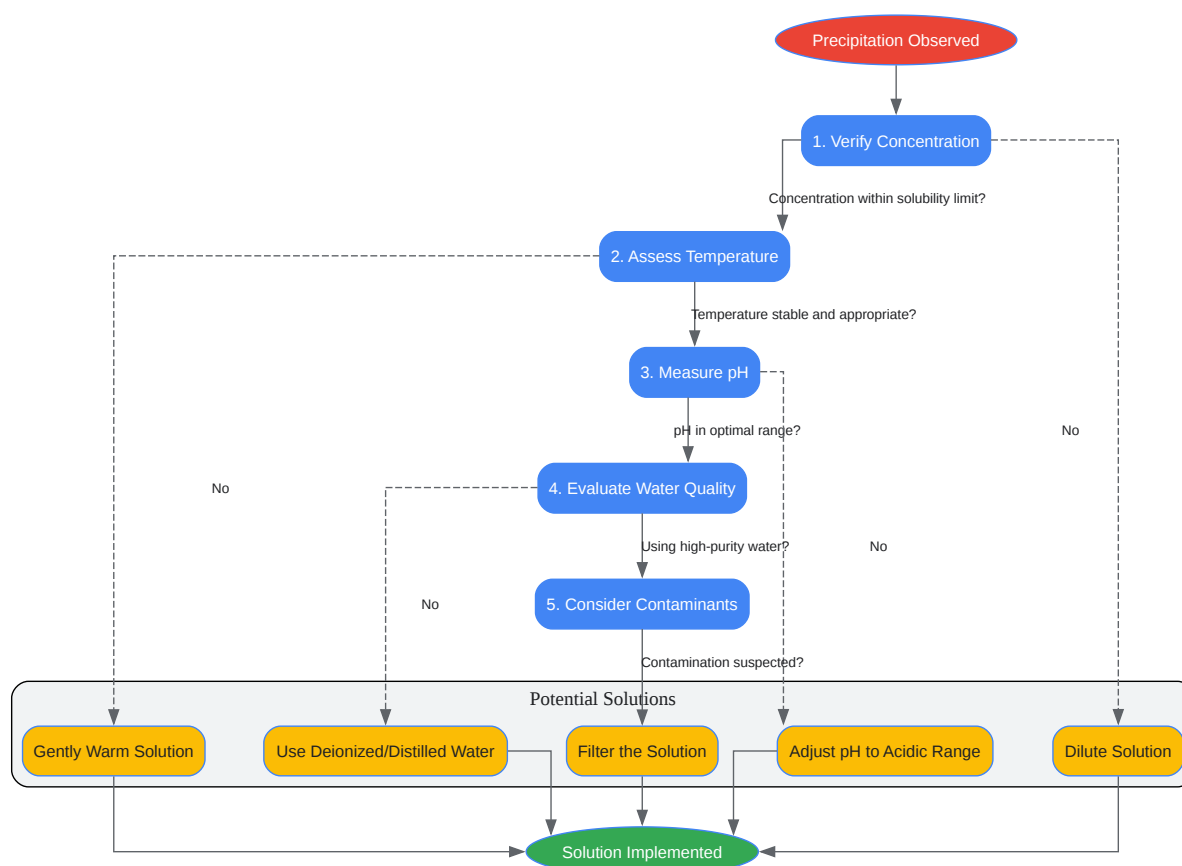 Precipitation Observed
1. Verify Concentration
Concentration within solubility limit?
2. Assess Temperature
Temperature stable and appropriate?
3. Measure pH
pH in optimal range?
No
4. Evaluate Water Quality
No
Using high-purity water?
No
5. Consider Contaminants
No
Contamination suspected?
Potential Solutions
Gently Warm Solution
Use Deionized/Distilled Water
Filter the Solution
Adjust pH to Acidic Range
Dilute Solution
Solution Implemented